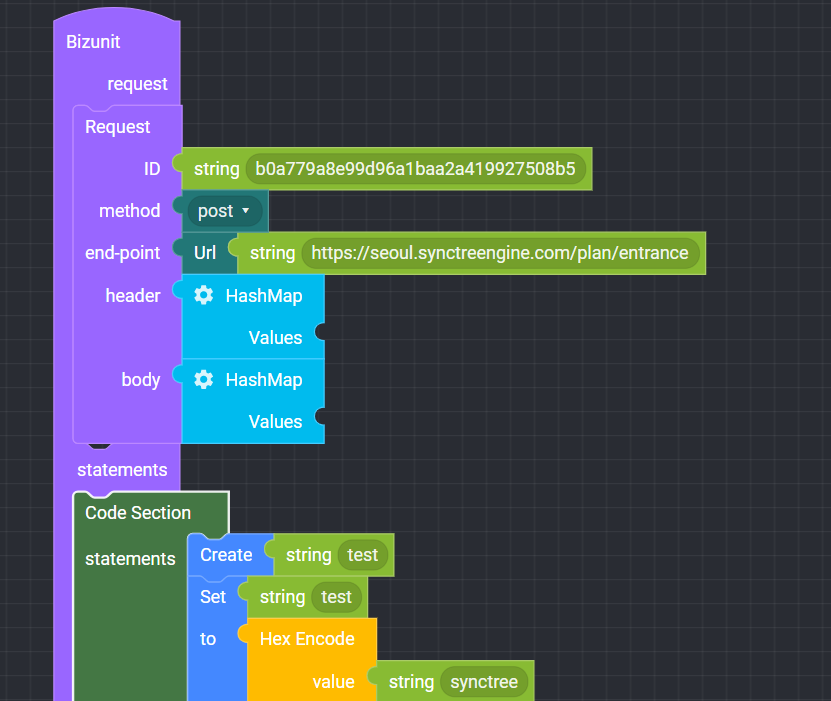 Bizunit
request
Request
ID string b0a779a8e99d96a1baa2a419927508b5
method post
end-point Url string https://seoul.synctreengine.com/plan/entrance
header HashMap
Values
body HashMap
Values
statements
Code Section
statements Create string test
Set string test
to Hex Encode
value string synctree